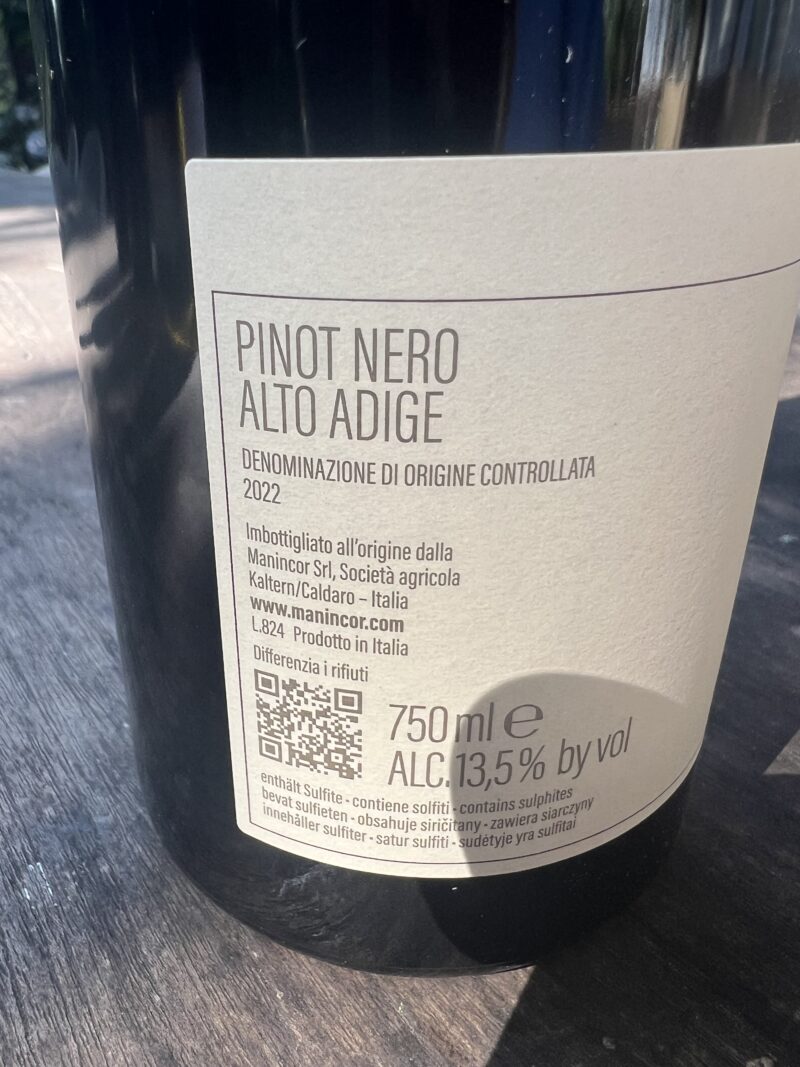 PINOT NERO
ALTO ADIGE
DENOMINAZIONE DI ORIGINE CONTROLLATA
2022
Imbottigliato all'origine dalla
Manincor Srl, Società agricola
Kaltern/Caldaro – Italia
www.manincor.com
L.824 Prodotto in Italia
Differenzia i rifiuti
750 ml e
ALC. 13,5% by vol
enthält Sulfite - contiene solfiti - contains sulphites
bevat sulfieten - obsahuje siričitany - zawiera siarczyny
innehåller sulfiter - satur sulfiti - sudėtyje yra sulfitai